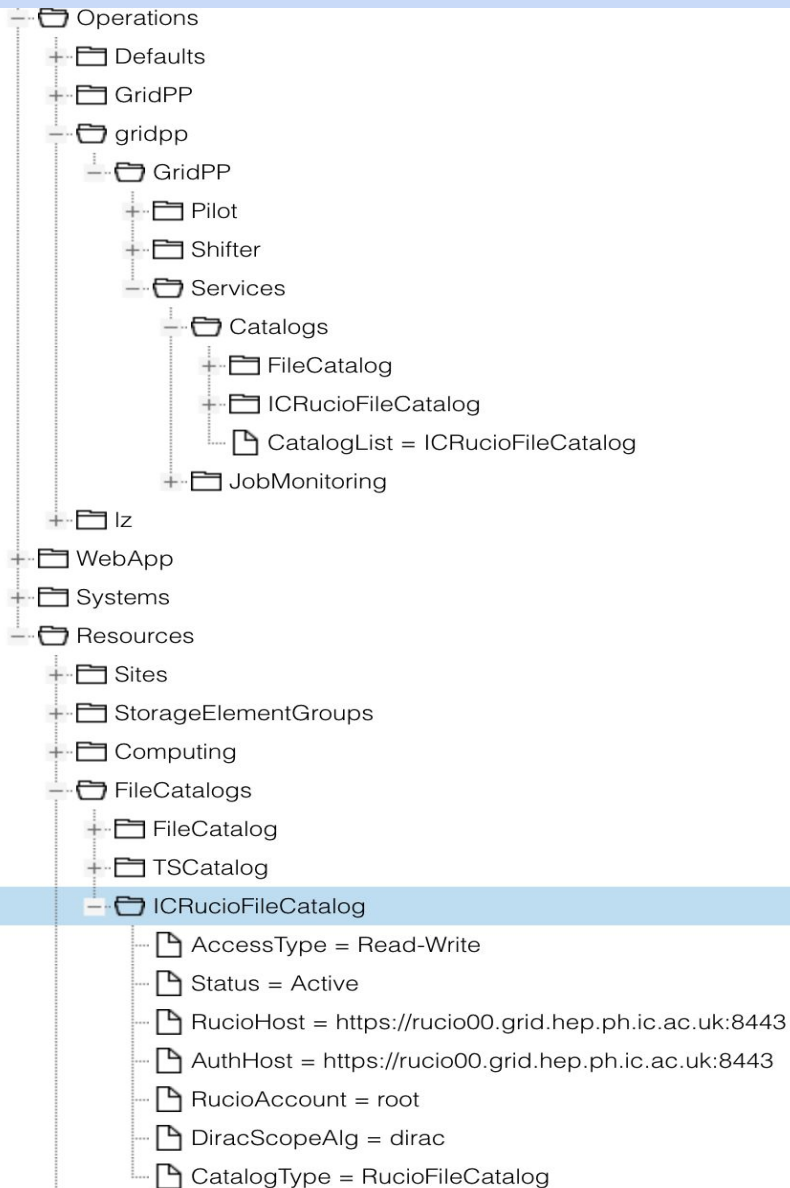 Operations
Defaults
GridPP
gridpp
GridPP
Pilot
Shifter
Services
Catalogs
FileCatalog
ICRucioFileCatalog
CatalogList = ICRucioFileCatalog
JobMonitoring
lz
WebApp
Systems
Resources
Sites
StorageElementGroups
Computing
FileCatalogs
FileCatalog
TSCatalog
ICRucioFileCatalog
AccessType = Read-Write
Status = Active
RucioHost = https://rucio00.grid.hep.ph.ic.ac.uk:8443
AuthHost = https://rucio00.grid.hep.ph.ic.ac.uk:8443
RucioAccount = root
DiracScopeAlg = dirac
CatalogType = RucioFileCatalog